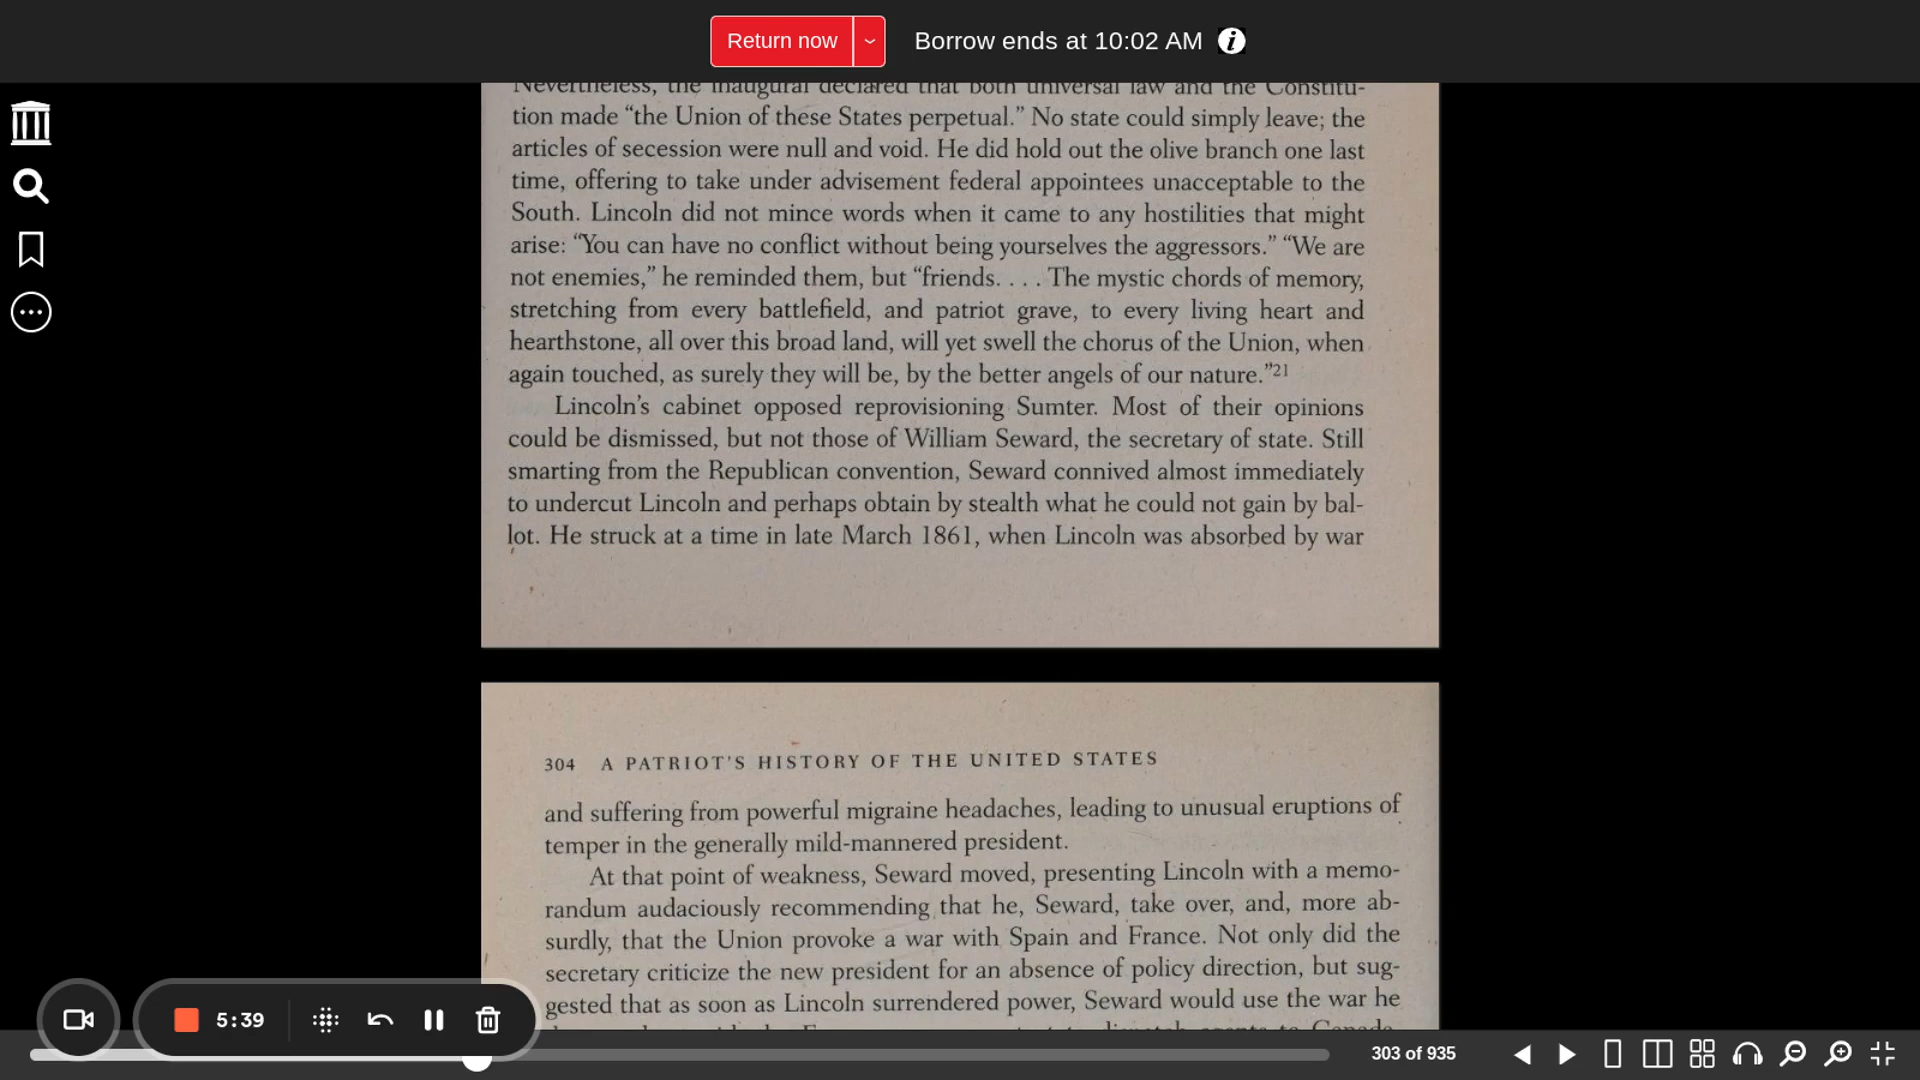 Return now
Borrow ends at 10:02 AM
Nevertheless, the inaugural declared that both universal law and the Constitu-
tion made “the Union of these States perpetual.” No state could simply leave; the
articles of secession were null and void. He did hold out the olive branch one last
time, offering to take under advisement federal appointees unacceptable to the
South. Lincoln did not mince words when it came to any hostilities that might
arise: “You can have no conflict without being yourselves the aggressors.” “We are
not enemies,” he reminded them, but “friends. . . . The mystic chords of memory,
stretching from every battlefield, and patriot grave, to every living heart and
hearthstone, all over this broad land, will yet swell the chorus of the Union, when
again touched, as surely they will be, by the better angels of our nature.”21
Lincoln’s cabinet opposed reprovisioning Sumter. Most of their opinions
could be dismissed, but not those of William Seward, the secretary of state. Still
smarting from the Republican convention, Seward connived almost immediately
to undercut Lincoln and perhaps obtain by stealth what he could not gain by bal-
lot. He struck at a time in late March 1861, when Lincoln was absorbed by war
304 A PATRIOT’S HISTORY OF THE UNITED STATES
and suffering from powerful migraine headaches, leading to unusual eruptions of
temper in the generally mild-mannered president.
At that point of weakness, Seward moved, presenting Lincoln with a memo-
randum audaciously recommending that he, Seward, take over, and, more ab-
surdly, that the Union provoke a war with Spain and France. Not only did the
secretary criticize the new president for an absence of policy direction, but sug-
gested that as soon as Lincoln surrendered power, Seward would use the war he
5:39
303 of 935